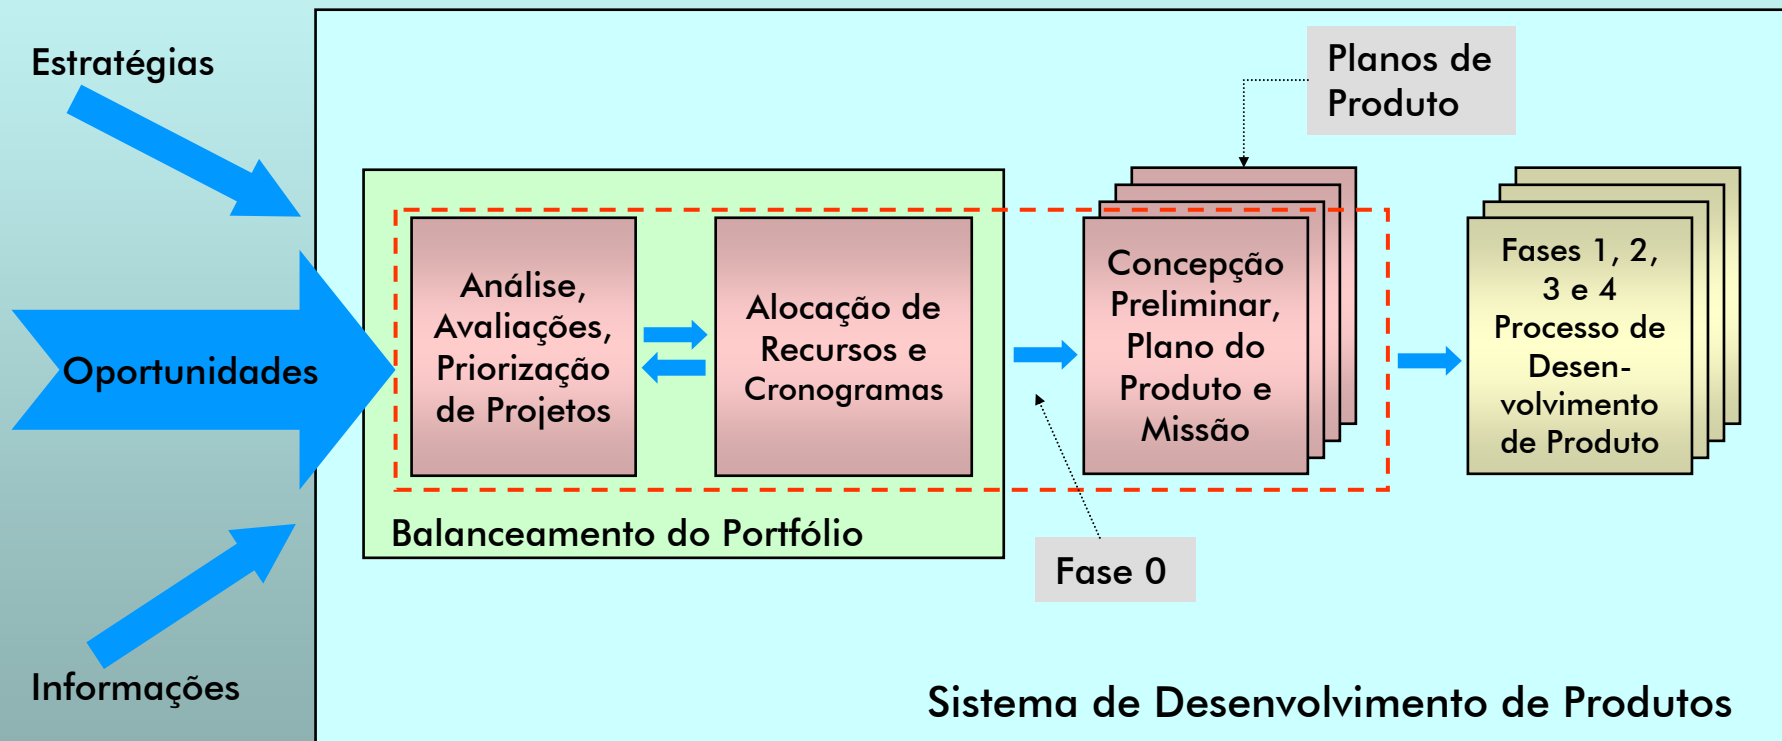 Estratégias
Oportunidades
Informações
Planos de
Produto
Análise,
Avaliações,
Priorização
de Projetos
Alocação de
Recursos e
Cronogramas
Balanceamento do Portfólio
Concepção
Preliminar,
Plano do
Produto e
Missão
Fase 0
Fases 1, 2,
3 e 4
Processo de
Desen-
volvimento
de Produto
Sistema de Desenvolvimento de Produtos